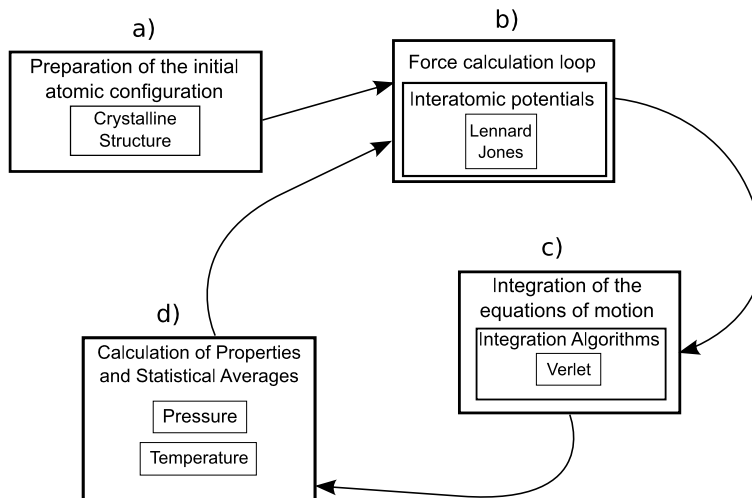 a)
Preparation of the initial
atomic configuration
Crystalline
Structure
b)
Force calculation loop
Interatomic potentials
Lennard
Jones
c)
Integration of the
equations of motion
Integration Algorithms
Verlet
d)
Calculation of Properties
and Statistical Averages
Pressure
Temperature